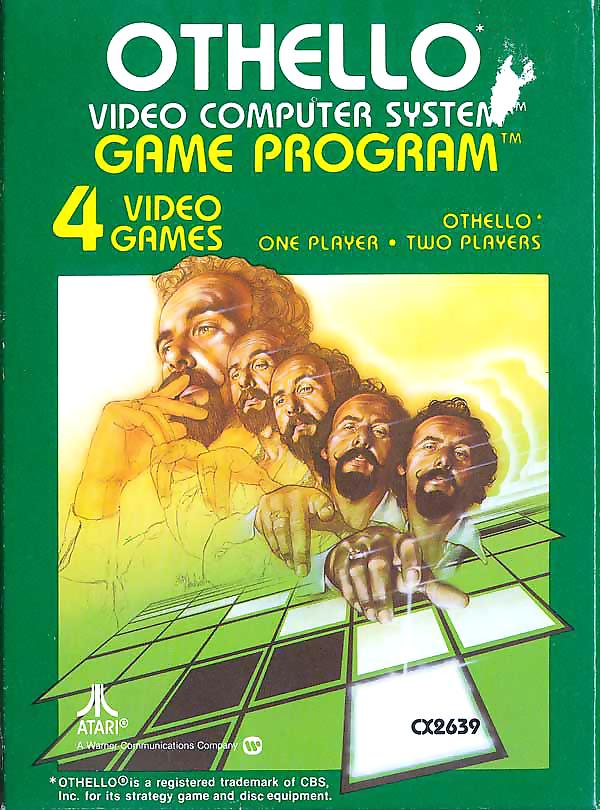 OTHELLO*
VIDEO COMPUTER SYSTEM™
GAME PROGRAM™
4 VIDEO GAMES
OTHELLO*
ONE PLAYER • TWO PLAYERS
CX2639
ATARI®
A Warner Communications Company
*OTHELLO® is a registered trademark of CBS,
Inc. for its strategy game and disc equipment.